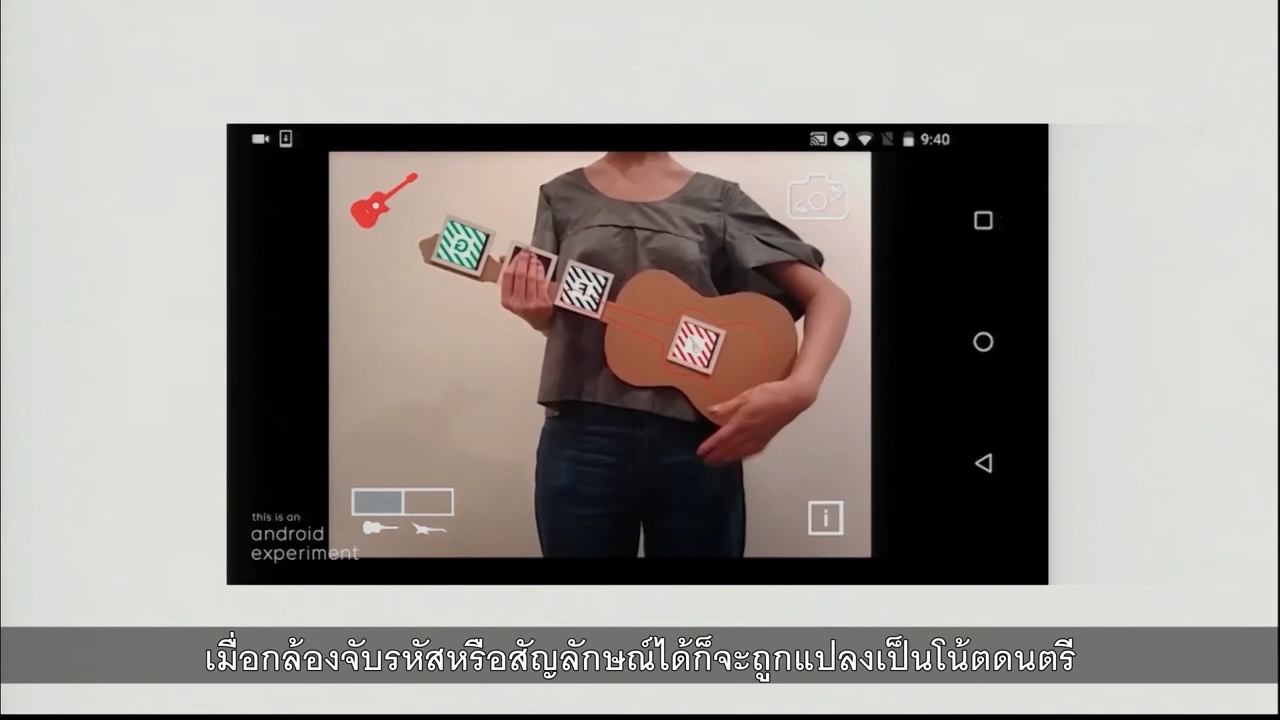 9:40
G
E
i
this is an
android
experiment
เมื่อกล้องจับรหัสหรือสัญลักษณ์ได้ก็จะถูกแปลงเป็นโน้ตดนตรี